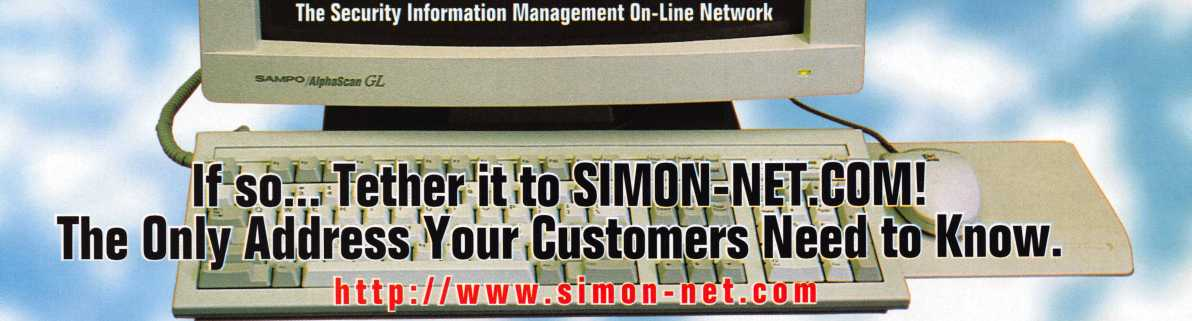 The Security Information Management On-Line Network
SAMPO/AlphaScan GL
If so... Tether it to SIMON-NET.COM!
The Only Address Your Customers Need to Know.
http://www.simon-net.com